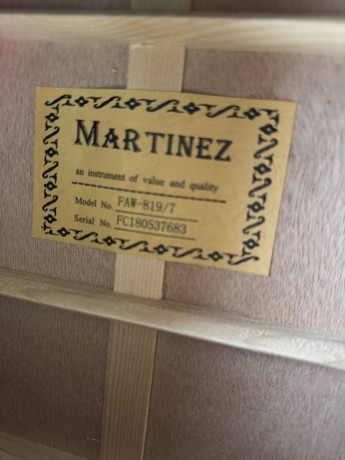 MARTINEZ
an instrument of value and quality
Model No. FAW-819/7
Serial No. FC180537683